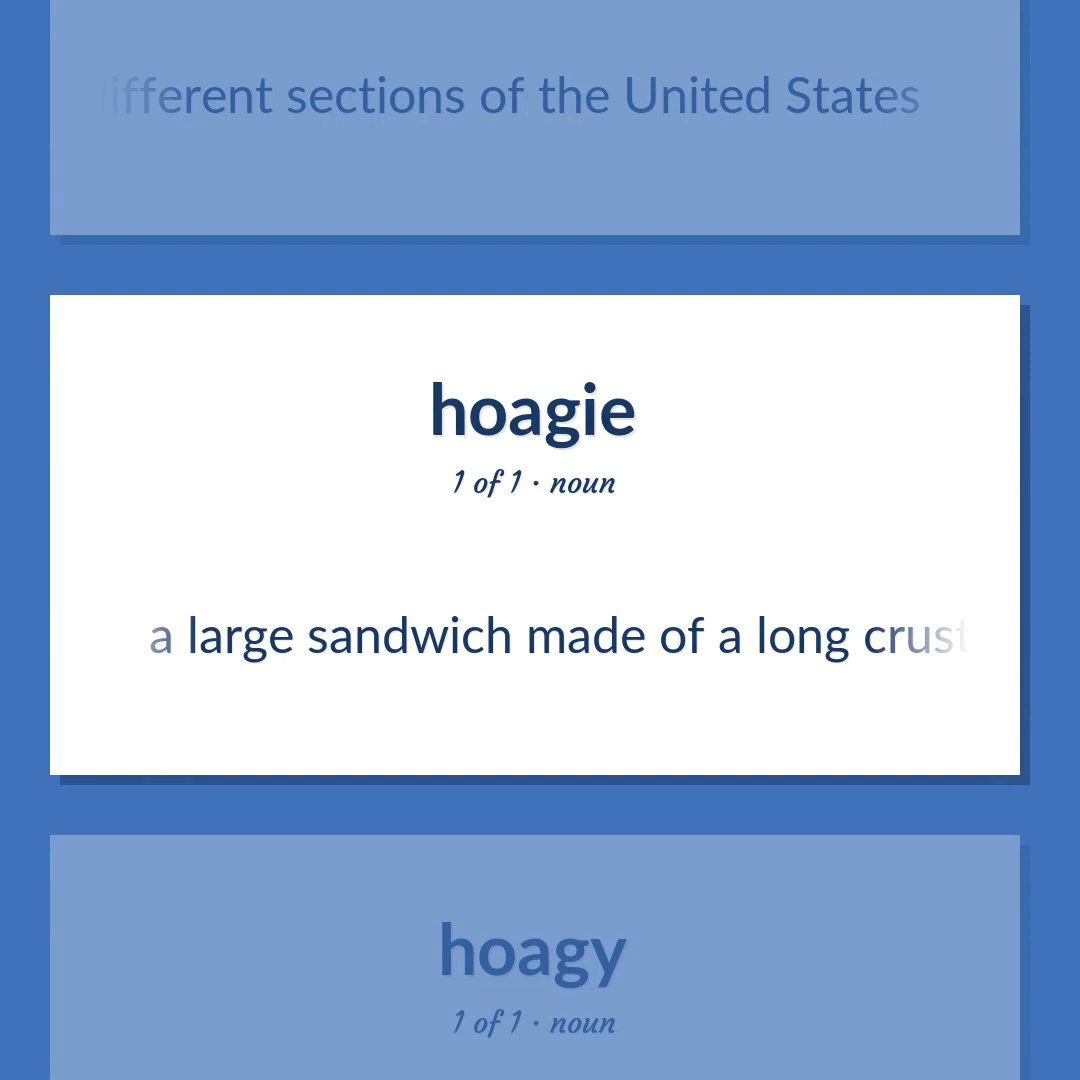 ifferent sections of the United States
hoagie
1 of 1 · noun
a large sandwich made of a long crust
hoagy
1 of 1 · noun